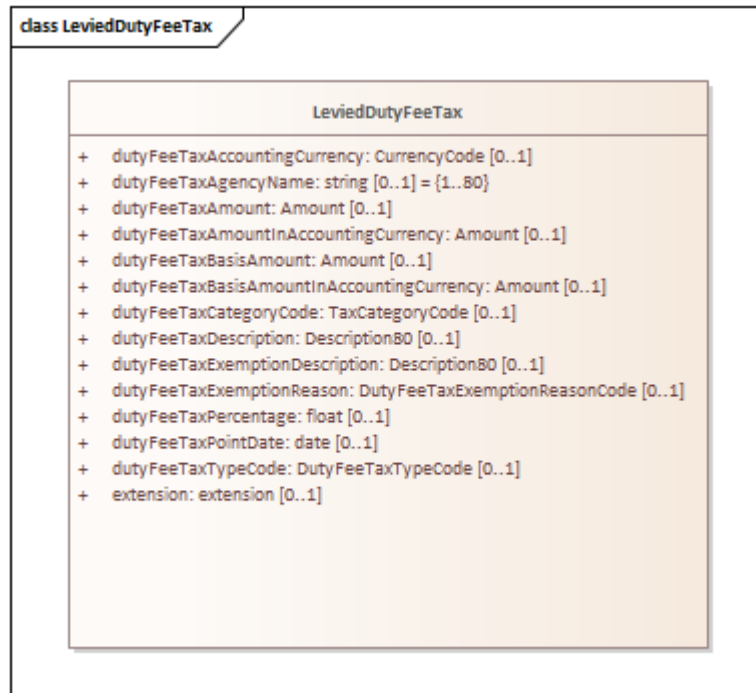 class LeviedDutyFeeTax
LeviedDutyFeeTax
+ dutyFeeTaxAccountingCurrency: CurrencyCode [0..1]
+ dutyFeeTaxAgencyName: string [0..1] = {1..80}
+ dutyFeeTaxAmount: Amount [0..1]
+ dutyFeeTaxAmountInAccountingCurrency: Amount [0..1]
+ dutyFeeTaxBasisAmount: Amount [0..1]
+ dutyFeeTaxBasisAmountInAccountingCurrency: Amount [0..1]
+ dutyFeeTaxCategoryCode: TaxCategoryCode [0..1]
+ dutyFeeTaxDescription: Description80 [0..1]
+ dutyFeeTaxExemptionDescription: Description80 [0..1]
+ dutyFeeTaxExemptionReason: DutyFeeTaxExemptionReasonCode [0..1]
+ dutyFeeTaxPercentage: float [0..1]
+ dutyFeeTaxPointDate: date [0..1]
+ dutyFeeTaxTypeCode: DutyFeeTaxTypeCode [0..1]
+ extension: extension [0..1]